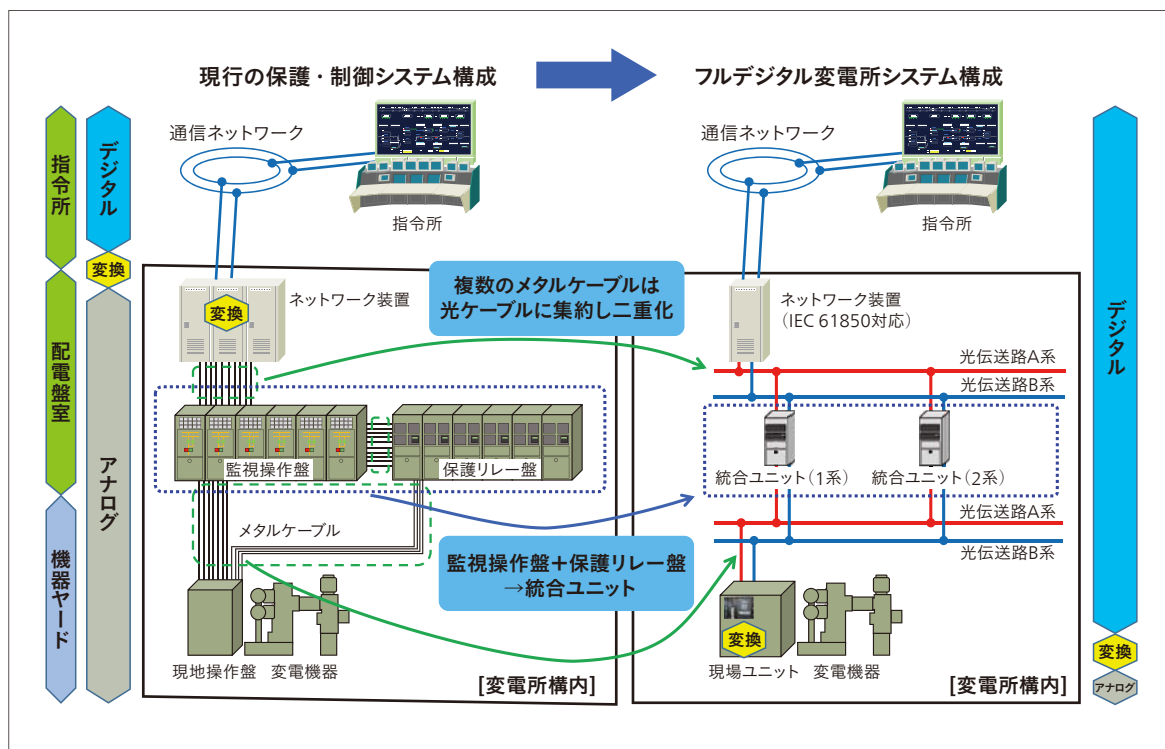 現行の保護・制御システム構成
フルデジタル変電所システム構成
指令所
配電盤室
機器ヤード
デジタル
変換
アナログ
通信ネットワーク
指令所
ネットワーク装置
変換
監視操作盤
保護リレー盤
メタルケーブル
現地操作盤
変電機器
[変電所構内]
複数のメタルケーブルは
光ケーブルに集約し二重化
監視操作盤+保護リレー盤
→統合ユニット
通信ネットワーク
指令所
ネットワーク装置
(IEC 61850対応)
光伝送路A系
光伝送路B系
統合ユニット(1系)
統合ユニット(2系)
光伝送路A系
光伝送路B系
変換
現場ユニット
変電機器
[変電所構内]
デジタル
変換
アナログ